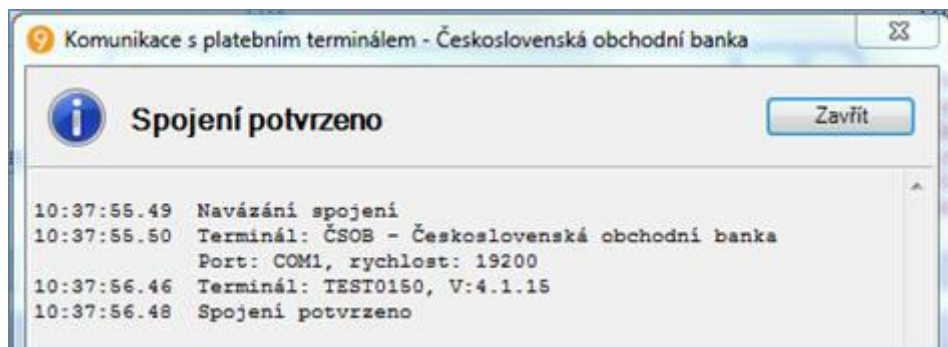 9 Komunikace s platebním terminálem - Československá obchodní banka
Spojení potvrzeno
Zavřít
10:37:55.49 Navázání spojení
10:37:55.50 Terminál: ČSOB - Československá obchodní banka
Port: COM1, rychlost: 19200
10:37:56.46 Terminál: TEST0150, V:4.1.15
10:37:56.48 Spojení potvrzeno